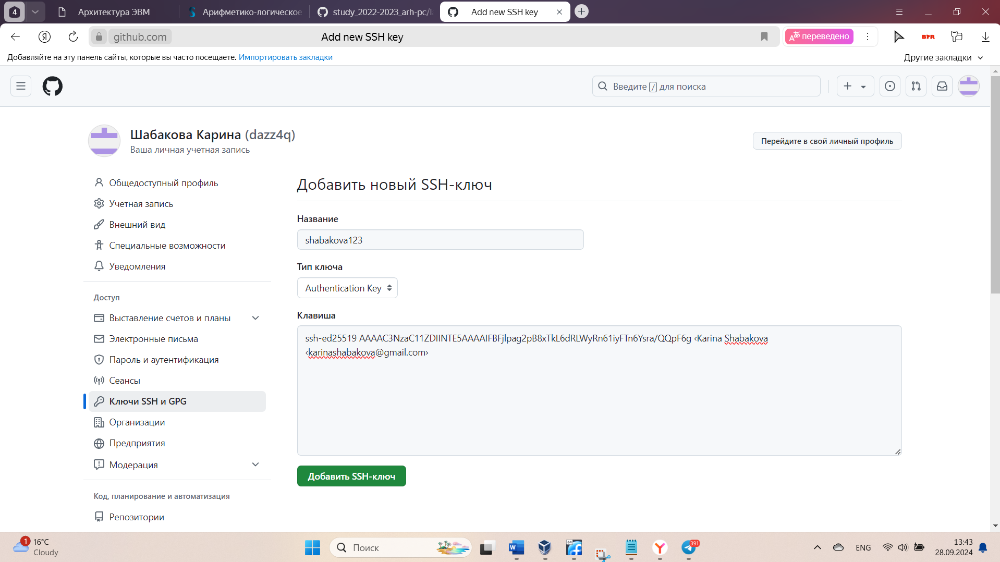 4
Архитектура ЭВМ
Арифметико-логическое
study_2022-2023_arh-pc/l
Add new SSH key
Я
github.com
Add new SSH key
переведено
Добавляйте на эту панель сайты, которые вы часто посещаете. Импортировать закладки
Другие закладки
Введите / для поиска
Шабакова Карина (dazz4q)
Ваша личная учетная запись
Перейдите в свой личный профиль
Общедоступный профиль
Учетная запись
Внешний вид
Специальные возможности
Уведомления
Доступ
Выставление счетов и планы
Электронные письма
Пароль и аутентификация
Сеансы
Ключи SSH и GPG
Организации
Предприятия
Модерация
Код, планирование и автоматизация
Репозитории
Добавить новый SSH-ключ
Название
shabakova123
Тип ключа
Authentication Key
Клавиша
ssh-ed25519 AAAAC3NzaC11ZDIINTE5AAAAIFBFjlpag2pB8xTkL6dRLWyRn61iyFTn6Ysra/QQpF6g ‹Karina Shabakova
‹karinashabakova@gmail.com›
Добавить SSH-ключ
1
16°C
Cloudy
Поиск
64
391
ENG
13:43
28.09.2024